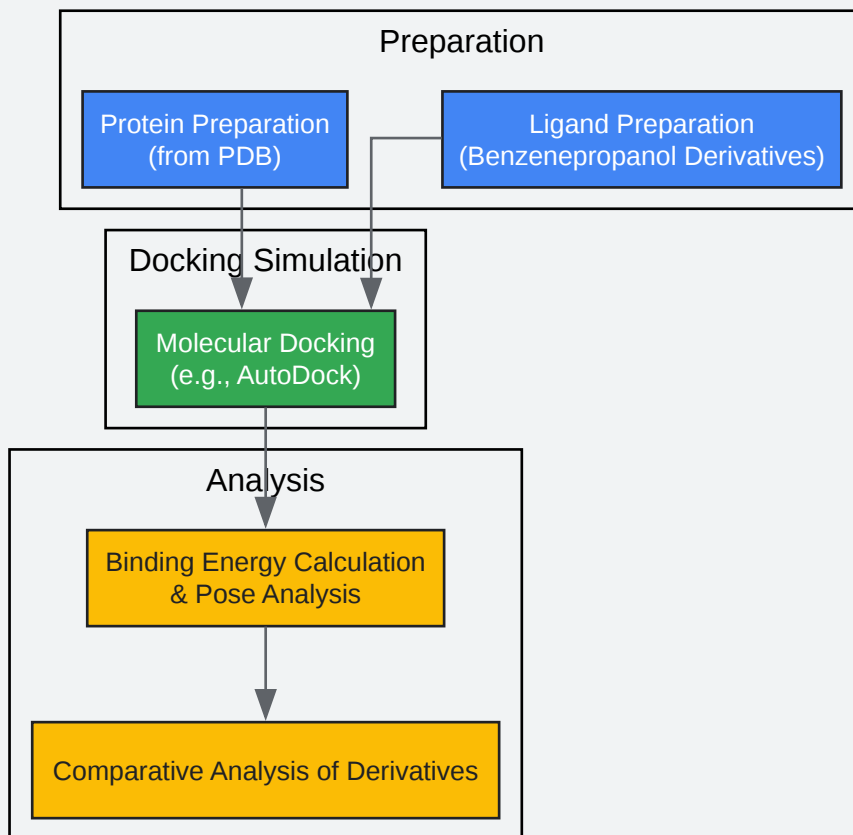 Preparation
Protein Preparation
(from PDB)
Ligand Preparation
(Benzenepropanol Derivatives)
Docking Simulation
Molecular Docking
(e.g., AutoDock)
Analysis
Binding Energy Calculation
& Pose Analysis
Comparative Analysis of Derivatives